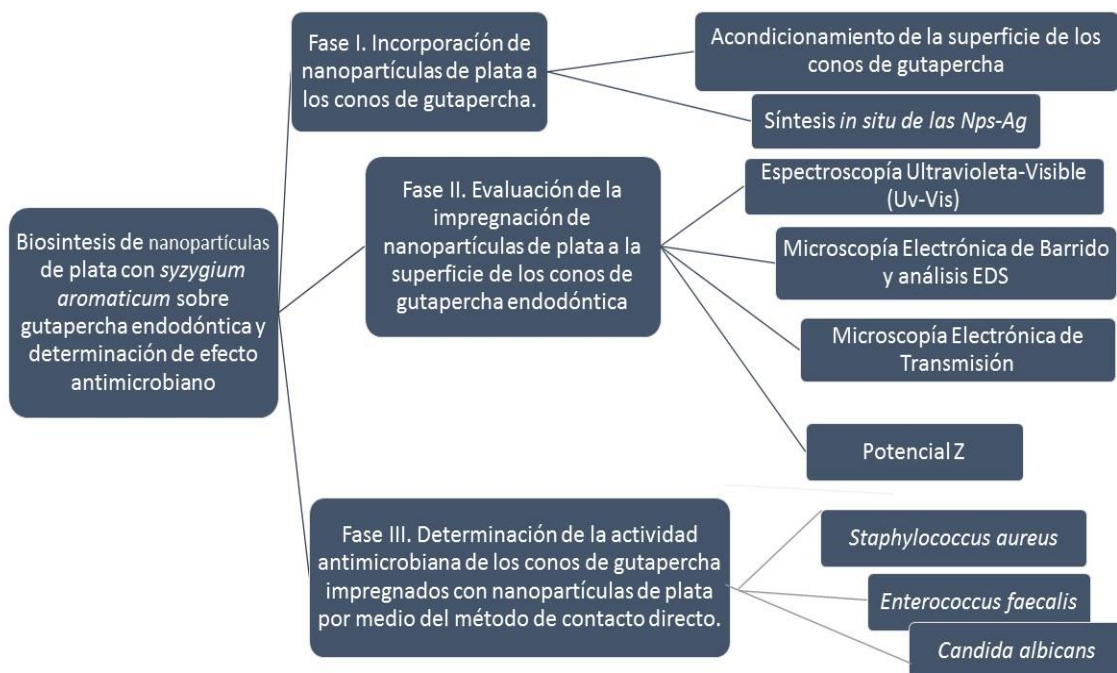 Biosintesis de nanopartículas
de plata con syzygium
aromaticum sobre
gutapercha endodóntica y
determinación de efecto
antimicrobiano
Fase I. Incorporación de
nanopartículas de plata a
los conos de gutapercha.
Acondicionamiento de la superficie de los
conos de gutapercha
Síntesis in situ de las Nps-Ag
Fase II. Evaluación de la
impregnación de
nanopartículas de plata a la
superficie de los conos de
gutapercha endodóntica
Espectroscopía Ultravioleta-Visible
(Uv-Vis)
Microscopía Electrónica de Barrido
y análisis EDS
Microscopía Electrónica de
Transmisión
Potencial Z
Fase III. Determinación de la actividad
antimicrobiana de los conos de gutapercha
impregnados con nanopartículas de plata
por medio del método de contacto directo.
Staphylococcus aureus
Enterococcus faecalis
Candida albicans